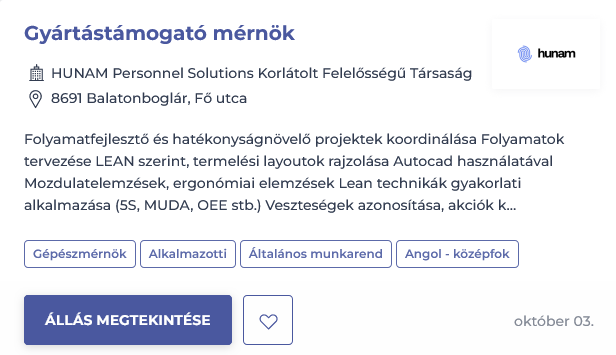 Gyártástámogató mérnök
hunam
HUNAM Personnel Solutions Korlátolt Felelősségű Társaság
8691 Balatonboglár, Fő utca
Folyamatfejlesztő és hatékonyságnövelő projektek koordinálása Folyamatok
tervezése LEAN szerint, termelési layoutok rajzolása Autocad használatával
Mozdulatelemzések, ergonómiai elemzések Lean technikák gyakorlati
alkalmazása (5S, MUDA, OEE stb.) Veszteségek azonosítása, akciók k...
Gépészmérnök Alkalmazotti Általános munkarend Angol - középfok
ÁLLÁS MEGTEKINTÉSE
október 03.